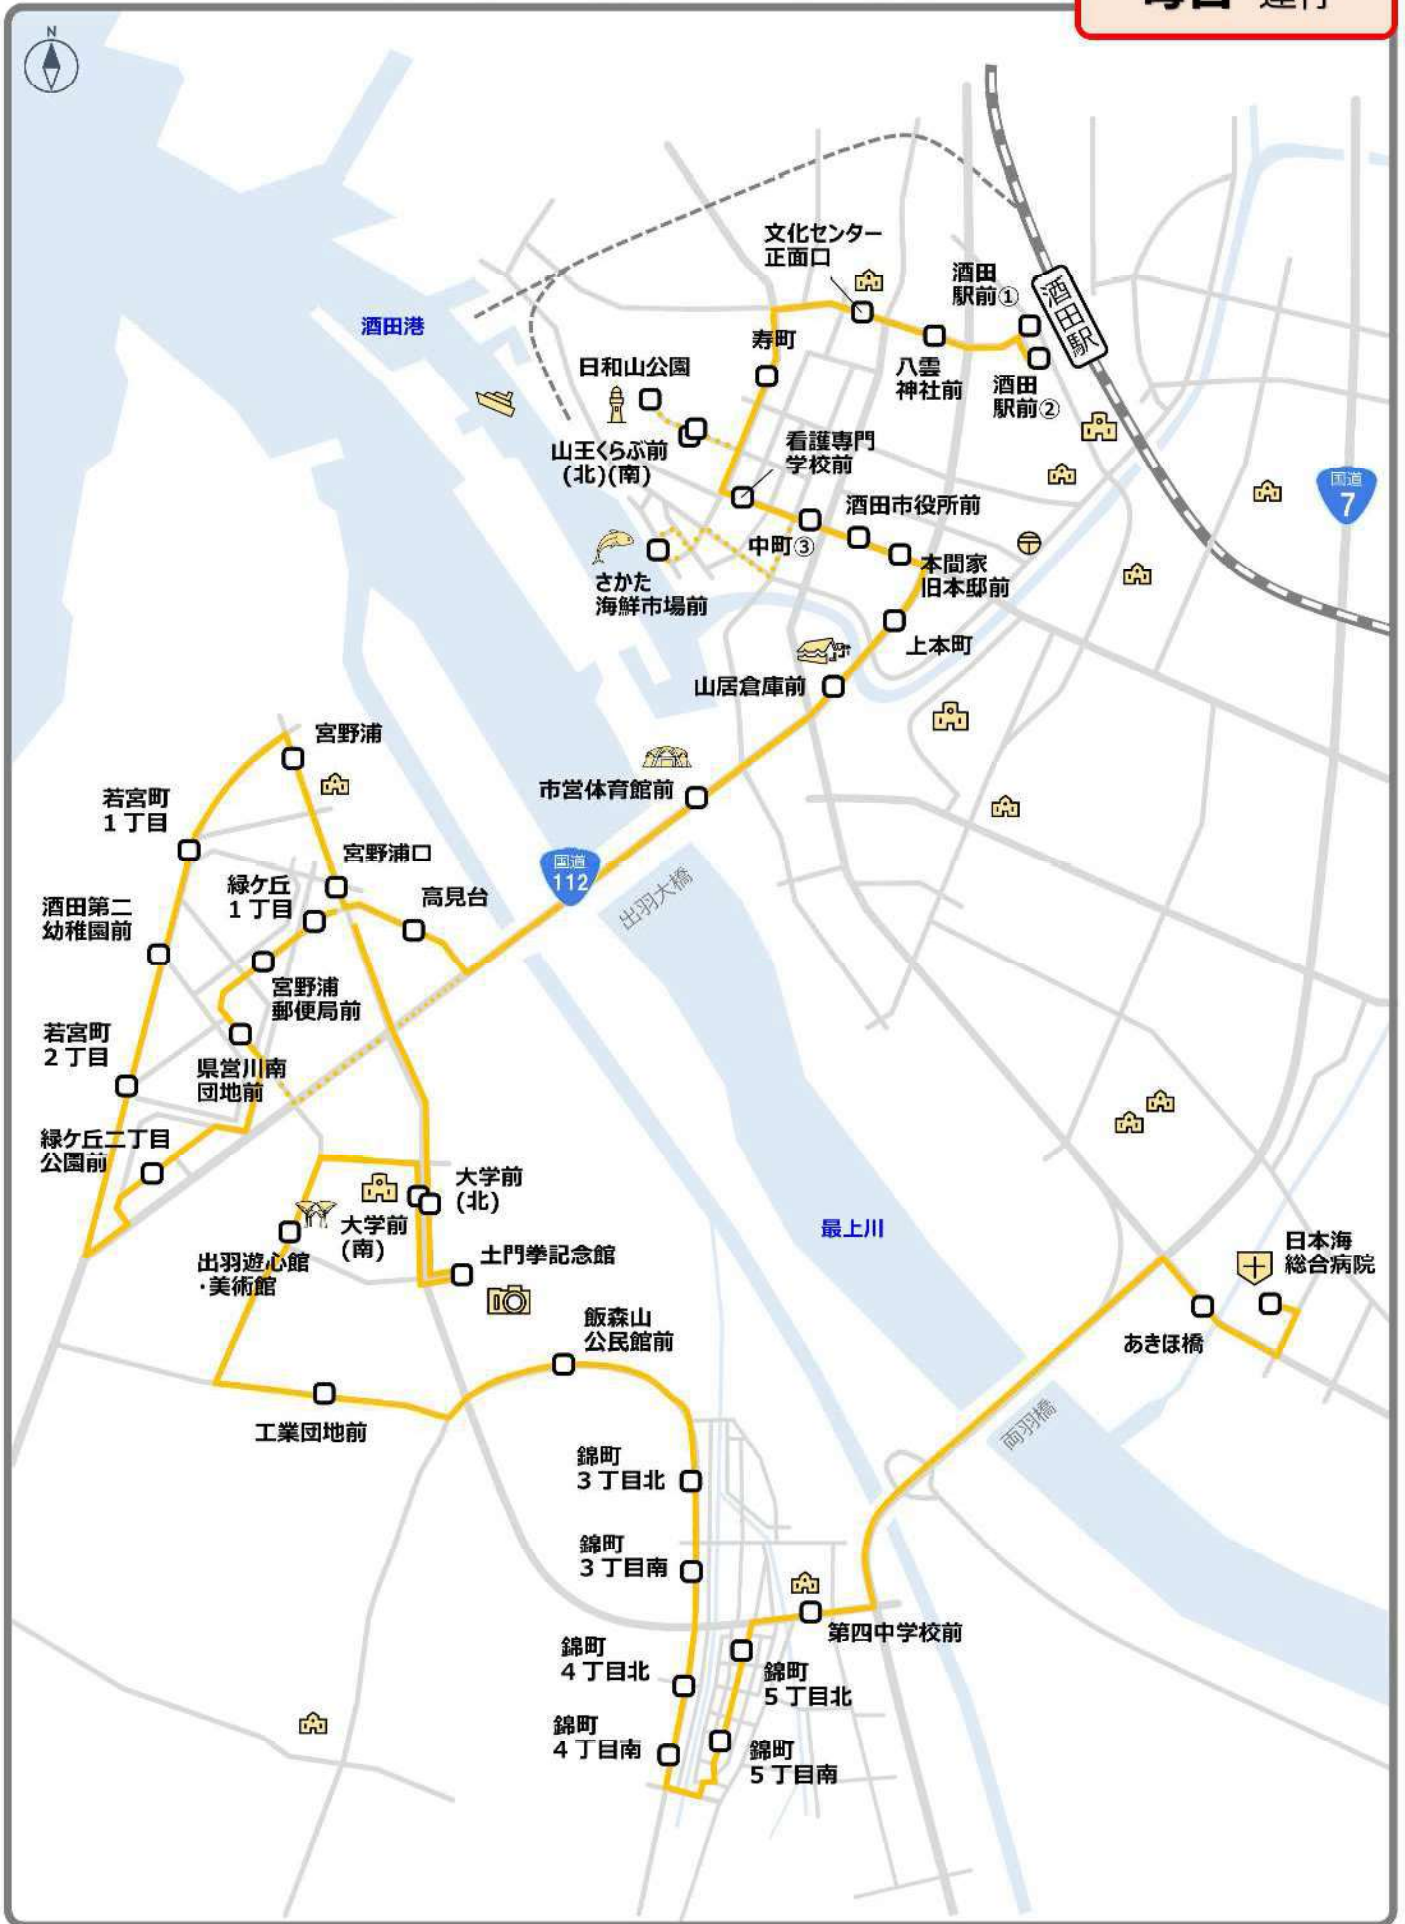 毎日 運行
N
文化センター
正面口
酒田
駅前①
酒田駅
酒田港
寿町
八雲
神社前
酒田
駅前②
日和山公園
山王くらぶ前
(北)(南)
看護専門
学校前
国道
7
酒田市役所前
中町③
本間家
旧本邸前
さかた
海鮮市場前
上本町
山居倉庫前
宮野浦
市営体育館前
若宮町
1丁目
宮野浦口
国道
112
緑ケ丘
1丁目
高見台
出羽大橋
酒田第二
幼稚園前
宮野浦
郵便局前
若宮町
2丁目
県営川南
団地前
緑ケ丘二丁目
公園前
大学前
(北)
大学前
(南)
最上川
出羽遊心館
・美術館
土門拳記念館
日本海
総合病院
飯森山
公民館前
あきほ橋
工業団地前
両羽橋
錦町
3丁目北
錦町
3丁目南
第四中学校前
錦町
4丁目北
錦町
5丁目北
錦町
4丁目南
錦町
5丁目南